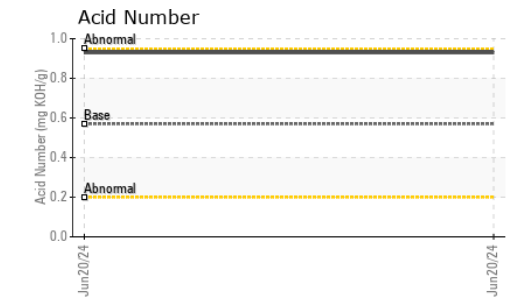 Acid Number
Acid Number (mg KOH/g)
1.0
0.8
0.6
0.4
0.2
0.0
Abnormal
Base
Abnormal
Jun20/24
Jun20/24